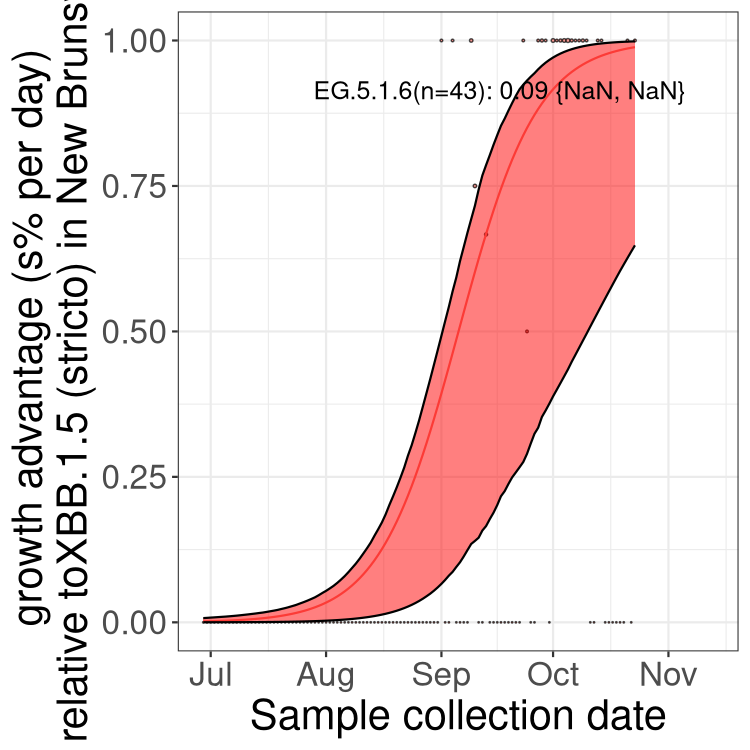 growth advantage (s% per day)
relative toXBB.1.5 (stricto) in New Bruns
1.00
0.75
0.50
0.25
0.00
EG.5.1.6(n=43): 0.09 {NaN, NaN}
Jul Aug Sep Oct Nov
Sample collection date